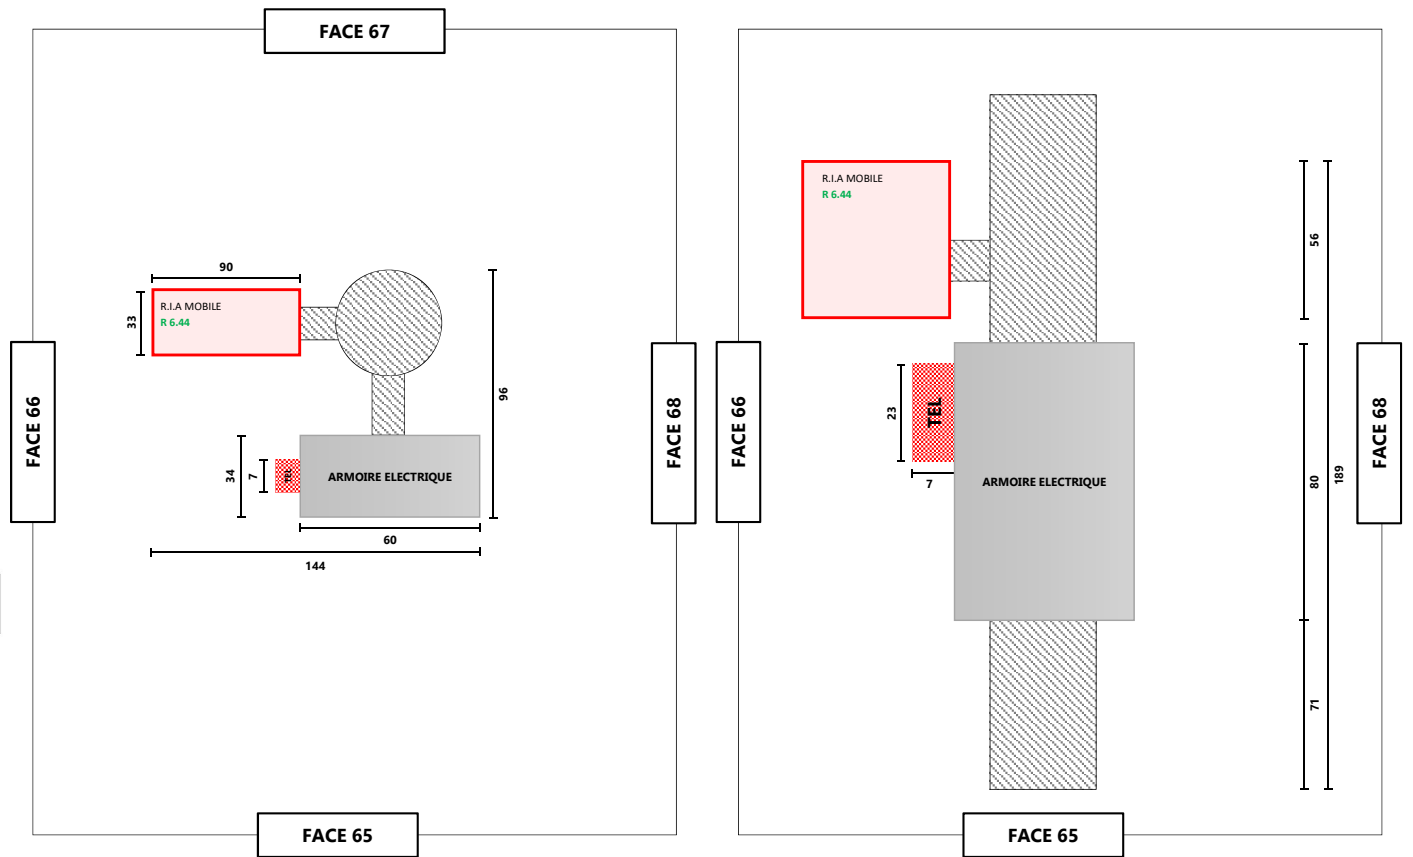 FACE 67
90
33
R.I.A MOBILE
R 6.44
96
FACE 66
FACE 68
34
7
TEL
ARMOIRE ELECTRIQUE
60
144
FACE 65
R.I.A MOBILE
R 6.44
56
FACE 66
FACE 68
23
TEL
7
ARMOIRE ELECTRIQUE
80
189
71
FACE 65